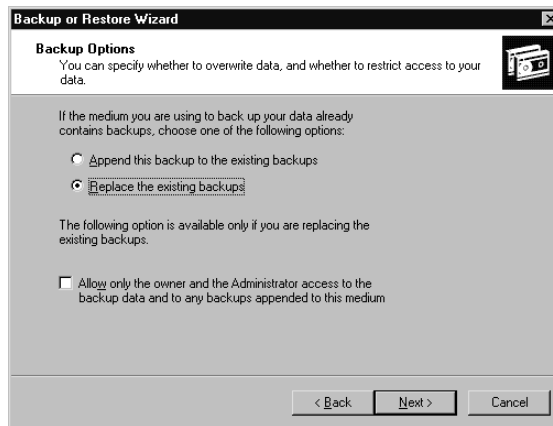 Backup or Restore Wizard
Backup Options
You can specify whether to overwrite data, and whether to restrict access to your
data.
If the medium you are using to back up your data already
contains backups, choose one of the following options:
Append this backup to the existing backups
Replace the existing backups
The following option is available only if you are replacing the
existing backups.
Allow only the owner and the Administrator access to the
backup data and to any backups appended to this medium
< Back
Next >
Cancel